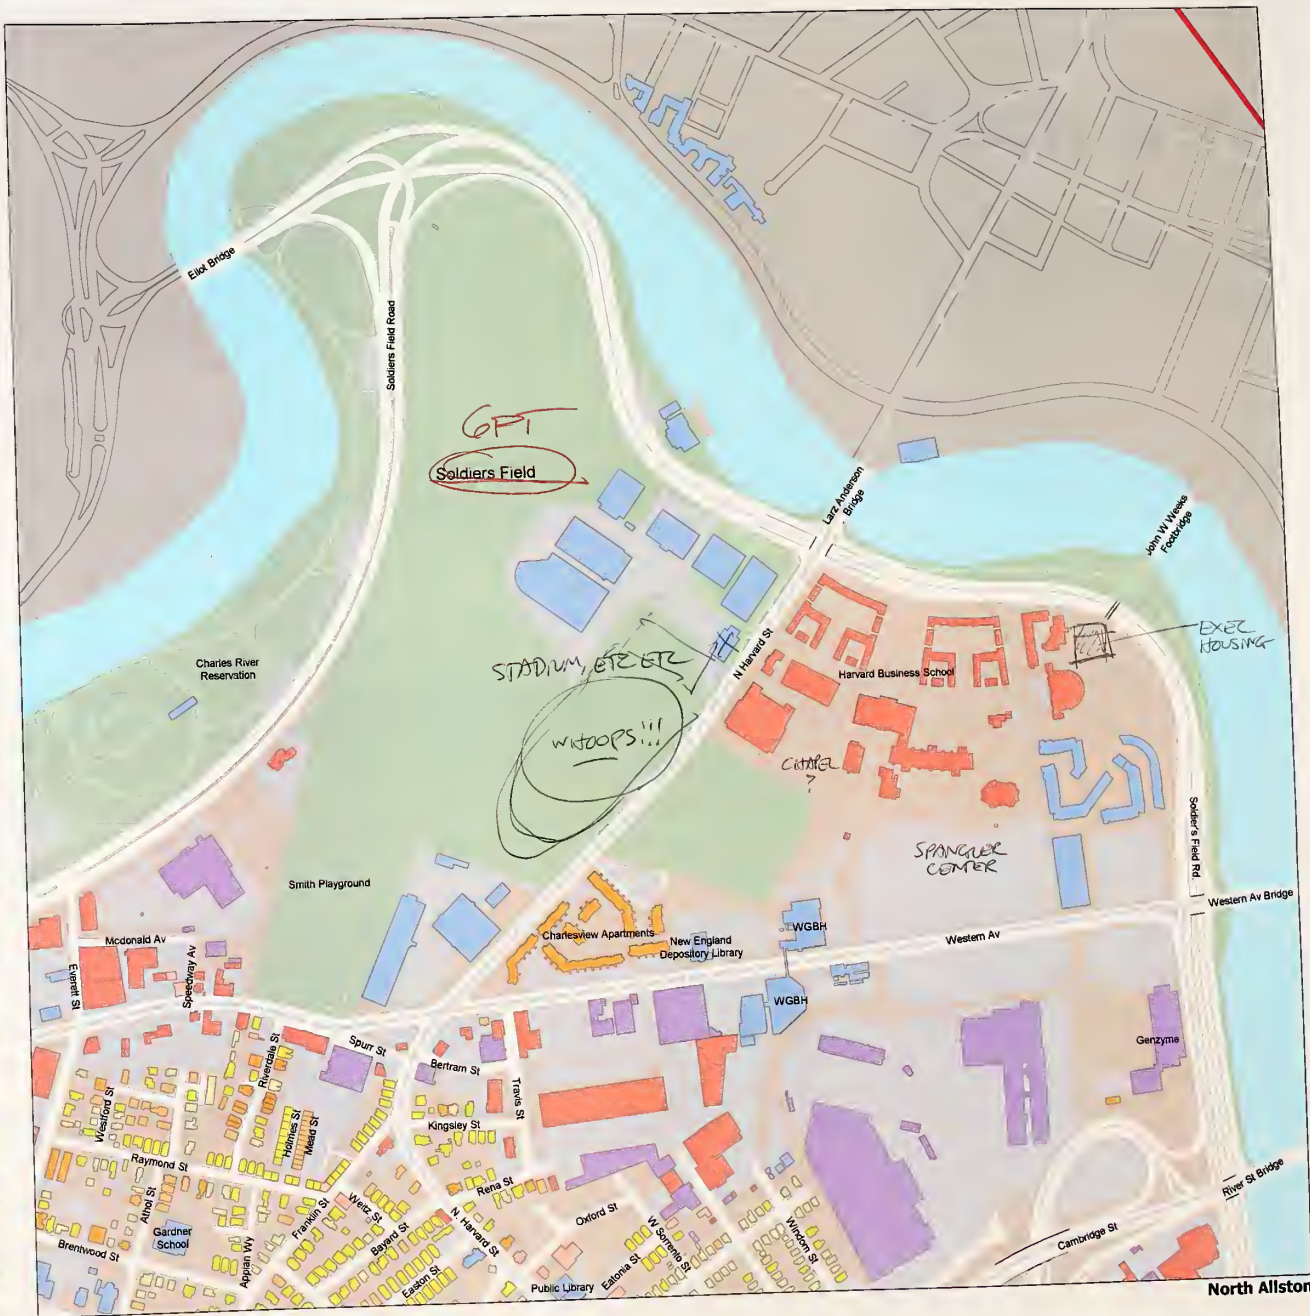 Eliot Bridge
Soldiers Field Road
6PT
Soldiers Field
Larz Anderson
Bridge
John W Weeks
Footbridge
EXEC
HOUSING
Charles River
Reservation
STADIUM, ETC ETC
N Harvard St
Harvard Business School
WHOOPS!!!
CHAPEL
?
SPANGLER
CENTER
Soldier's Field Rd.
Smith Playground
Western Av Bridge
Mcdonald Av
Charlesview Apartments
New England
Depository Library
WGBH
Western Av
Everett St
Speedway Av
WGBH
Spurr St
Riverdale St
Bertram St
Genzyme
Travis St
Westford St
Holmes St
Mead St
Kingsley St
Raymond St
Rena St
River St Bridge
Athol St
Franklin St
Weitz St
Bayard St
N. Harvard St
Oxford St
W Sorrento St
Windom St
Gardner
School
Cambridge St
Brentwood St
Appian Wy
Easton St
Public Library
Eatonia St
North Allston